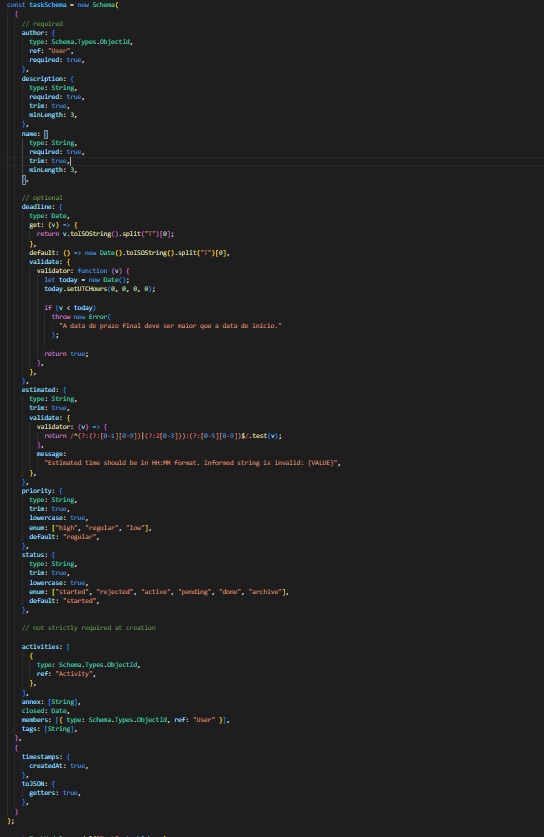 const taskSchema = new Schema(
{
// required
author: {
type: Schema.Types.ObjectId,
ref: "User",
required: true,
},
description: {
type: String,
required: true,
trim: true,
minLength: 3,
},
name: {
type: String,
required: true,
trim: true,
minLength: 3,
},
// optional
deadline: {
type: Date,
get: (v) => {
return v.toISOString().split("T")[0];
},
default: () => new Date().toISOString().split("T")[0],
validate: {
validator: function (v) {
let today = new Date();
today.setUTCHours(0, 0, 0, 0);
if (v < today)
throw new Error(
"A data de prazo final deve ser maior que a data de início."
);
return true;
},
},
},
estimated: {
type: String,
trim: true,
validate: {
validator: (v) => {
return /^(?:(?:[0-1][0-9])|(?:2[0-3])):(?:[0-5][0-9])$/.test(v);
},
message:
"Estimated time should be in HH:MM format. Informed string is invalid: {VALUE}",
},
},
priority: {
type: String,
trim: true,
lowercase: true,
enum: ["high", "regular", "low"],
default: "regular",
},
status: {
type: String,
trim: true,
lowercase: true,
enum: ["started", "rejected", "active", "pending", "done", "archive"],
default: "started",
},
// not strictly required at creation
activities: [
{
type: Schema.Types.ObjectId,
ref: "Activity",
},
],
annex: [String],
closed: Date,
members: [{ type: Schema.Types.ObjectId, ref: "User" }],
tags: [String],
},
{
timestamps: {
createdAt: true,
},
toJSON: {
getters: true,
},
}
);